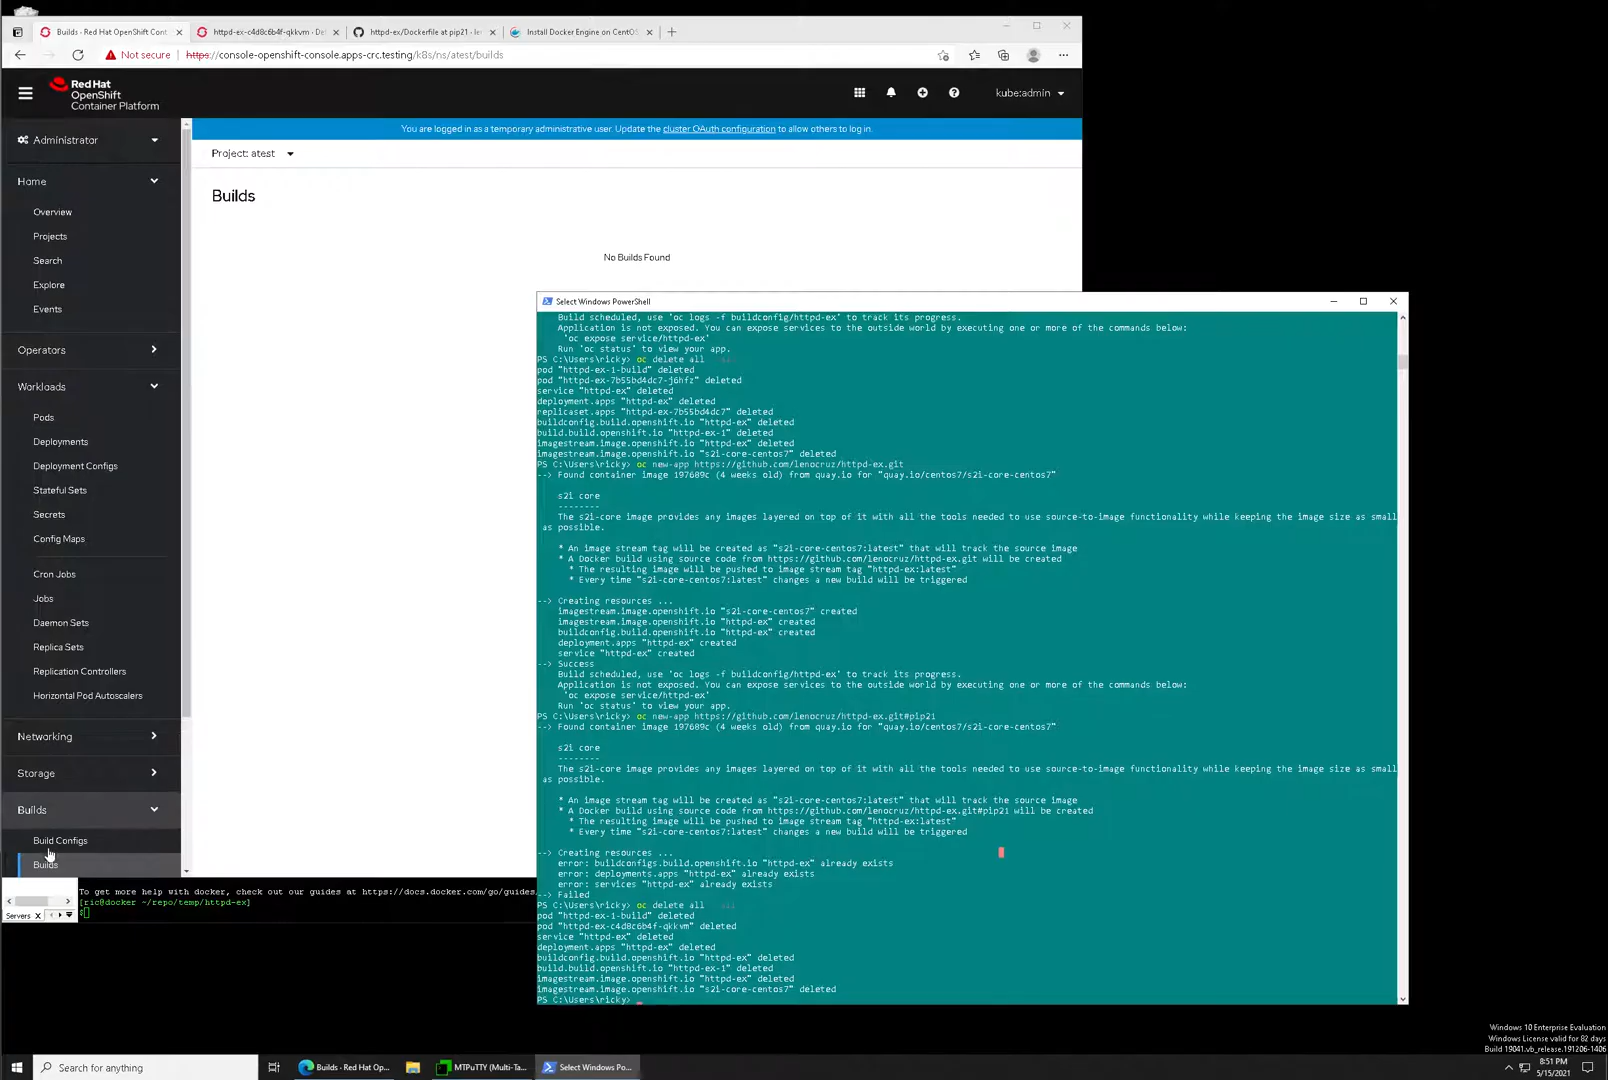 Builds - Red Hat OpenShift Cont
httpd-ex-c4d8c6b4f-qkkvm - De
httpd-ex/Dockerfile at pip21 · le
Install Docker Engine on CentOS
Not secure
https://console-openshift-console.apps-crc.testing/k8s/ns/atest/builds
Red Hat
OpenShift
Container Platform
kube:admin
You are logged in as a temporary administrative user. Update the cluster OAuth configuration to allow others to log in.
Administrator
Project: atest
Home
Builds
Overview
Projects
Search
No Builds Found
Explore
Events
Operators
Workloads
Pods
Deployments
Deployment Configs
Stateful Sets
Secrets
Config Maps
Cron Jobs
Jobs
Daemon Sets
Replica Sets
Replication Controllers
Horizontal Pod Autoscalers
Networking
Storage
Builds
Build Configs
Builds
Servers
To get more help with docker, check out our guides at https://docs.docker.com/go/guides
[ric@docker ~/repo/temp/httpd-ex]
$
Select Windows PowerShell
Build scheduled, use 'oc logs -f buildconfig/httpd-ex' to track its progress.
Application is not exposed. You can expose services to the outside world by executing one or more of the commands below:
'oc expose service/httpd-ex'
Run 'oc status' to view your app.
PS C:\Users\ricky> oc delete all
pod "httpd-ex-1-build" deleted
pod "httpd-ex-7b55bd4dc7-j6hfz" deleted
service "httpd-ex" deleted
deployment.apps "httpd-ex" deleted
replicaset.apps "httpd-ex-7b55bd4dc7" deleted
buildconfig.build.openshift.io "httpd-ex" deleted
build.build.openshift.io "httpd-ex-1" deleted
imagestream.image.openshift.io "httpd-ex" deleted
imagestream.image.openshift.io "s2i-core-centos7" deleted
PS C:\Users\ricky> oc new-app https://github.com/lenocruz/httpd-ex.git
--> Found container image 197689c (4 weeks old) from quay.io for "quay.io/centos7/s2i-core-centos7"
s2i core
--------
The s2i-core image provides any images layered on top of it with all the tools needed to use source-to-image functionality while keeping the image size as small
as possible.
* An image stream tag will be created as "s2i-core-centos7:latest" that will track the source image
* A Docker build using source code from https://github.com/lenocruz/httpd-ex.git will be created
* The resulting image will be pushed to image stream tag "httpd-ex:latest"
* Every time "s2i-core-centos7:latest" changes a new build will be triggered
--> Creating resources ...
imagestream.image.openshift.io "s2i-core-centos7" created
imagestream.image.openshift.io "httpd-ex" created
buildconfig.build.openshift.io "httpd-ex" created
deployment.apps "httpd-ex" created
service "httpd-ex" created
--> Success
Build scheduled, use 'oc logs -f buildconfig/httpd-ex' to track its progress.
Application is not exposed. You can expose services to the outside world by executing one or more of the commands below:
'oc expose service/httpd-ex'
Run 'oc status' to view your app.
PS C:\Users\ricky> oc new-app https://github.com/lenocruz/httpd-ex.git#pip21
--> Found container image 197689c (4 weeks old) from quay.io for "quay.io/centos7/s2i-core-centos7"
s2i core
--------
The s2i-core image provides any images layered on top of it with all the tools needed to use source-to-image functionality while keeping the image size as small
as possible.
* An image stream tag will be created as "s2i-core-centos7:latest" that will track the source image
* A Docker build using source code from https://github.com/lenocruz/httpd-ex.git#pip21 will be created
* The resulting image will be pushed to image stream tag "httpd-ex:latest"
* Every time "s2i-core-centos7:latest" changes a new build will be triggered
--> Creating resources ...
error: buildconfigs.build.openshift.io "httpd-ex" already exists
error: deployments.apps "httpd-ex" already exists
error: services "httpd-ex" already exists
--> Failed
PS C:\Users\ricky> oc delete all
pod "httpd-ex-1-build" deleted
pod "httpd-ex-c4d8c6b4f-qkkvm" deleted
service "httpd-ex" deleted
deployment.apps "httpd-ex" deleted
buildconfig.build.openshift.io "httpd-ex" deleted
build.build.openshift.io "httpd-ex-1" deleted
imagestream.image.openshift.io "httpd-ex" deleted
imagestream.image.openshift.io "s2i-core-centos7" deleted
PS C:\Users\ricky>
Windows 10 Enterprise Evaluation
Windows License valid for 82 days
Build 19041.vb_release.191206-1406
Search for anything
Builds - Red Hat Op...
MTPuTTY (Multi-Ta...
Select Windows Po...
8:51 PM
5/15/2021